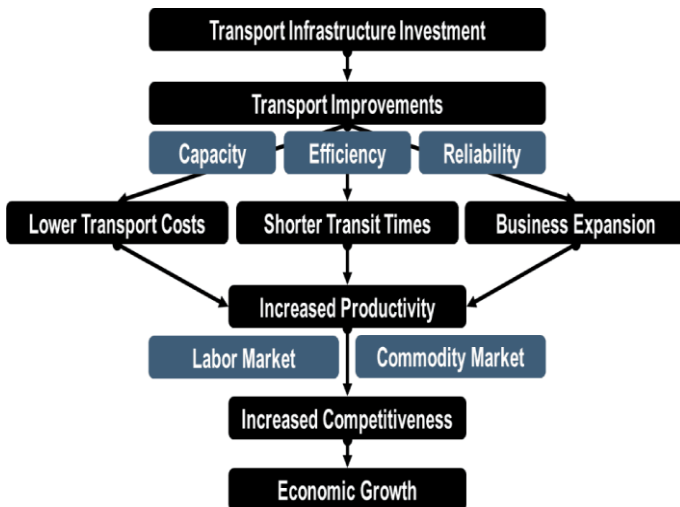 Transport Infrastructure Investment
Transport Improvements
Capacity
Efficiency
Reliability
Lower Transport Costs
Shorter Transit Times
Business Expansion
Increased Productivity
Labor Market
Commodity Market
Increased Competitiveness
Economic Growth